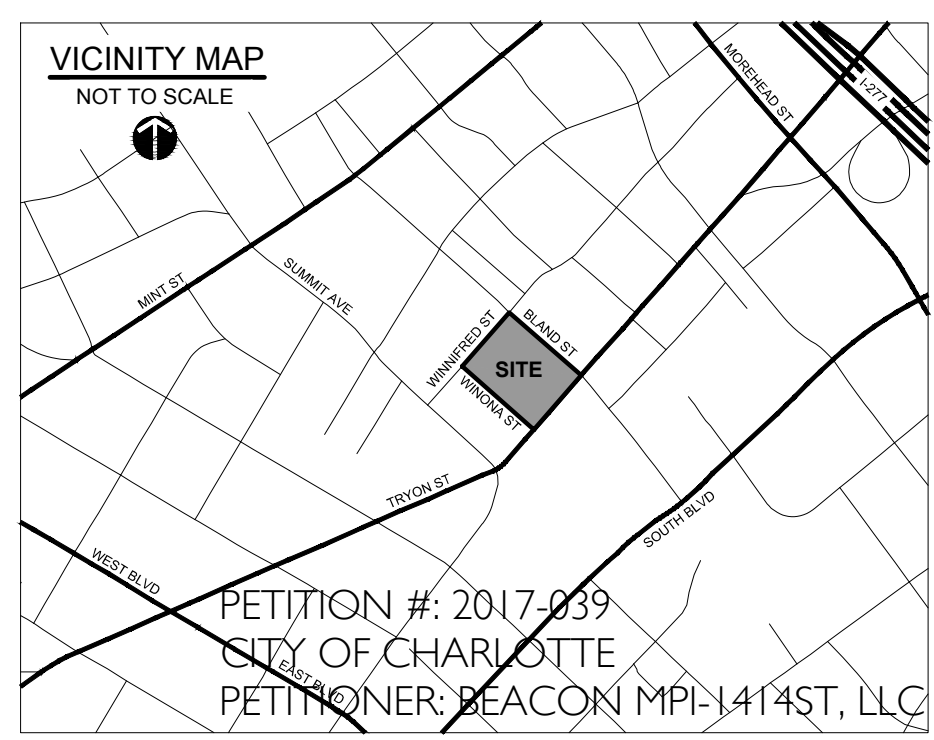 VICINITY MAP
NOT TO SCALE
MOREHEAD ST
I-277
SUMMIT AVE
MINT ST
WINNIFRED ST
BLAND ST
SITE
WINONA ST
TRYON ST
SOUTH BLVD
WEST BLVD
PETITION #: 2017-039
CITY OF CHARLOTTE
EAST BLVD
PETITIONER: BEACON MPI-1414ST, LLC